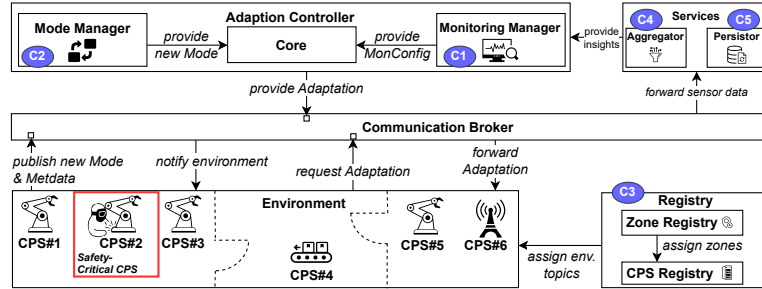 Adaption Controller
Mode Manager
C2
provide
new Mode
Core
provide
MonConfig
Monitoring Manager
C1
provide
insights
Services
C4
Aggregator
C5
Persistor
provide Adaptation
forward sensor data
Communication Broker
publish new Mode
& Metdata
notify environment
request Adaptation
forward
Adaptation
Environment
CPS#1
CPS#2
Safety-
Critical CPS
CPS#3
CPS#4
CPS#5
CPS#6
assign env.
topics
C3
Registry
Zone Registry
assign zones
CPS Registry